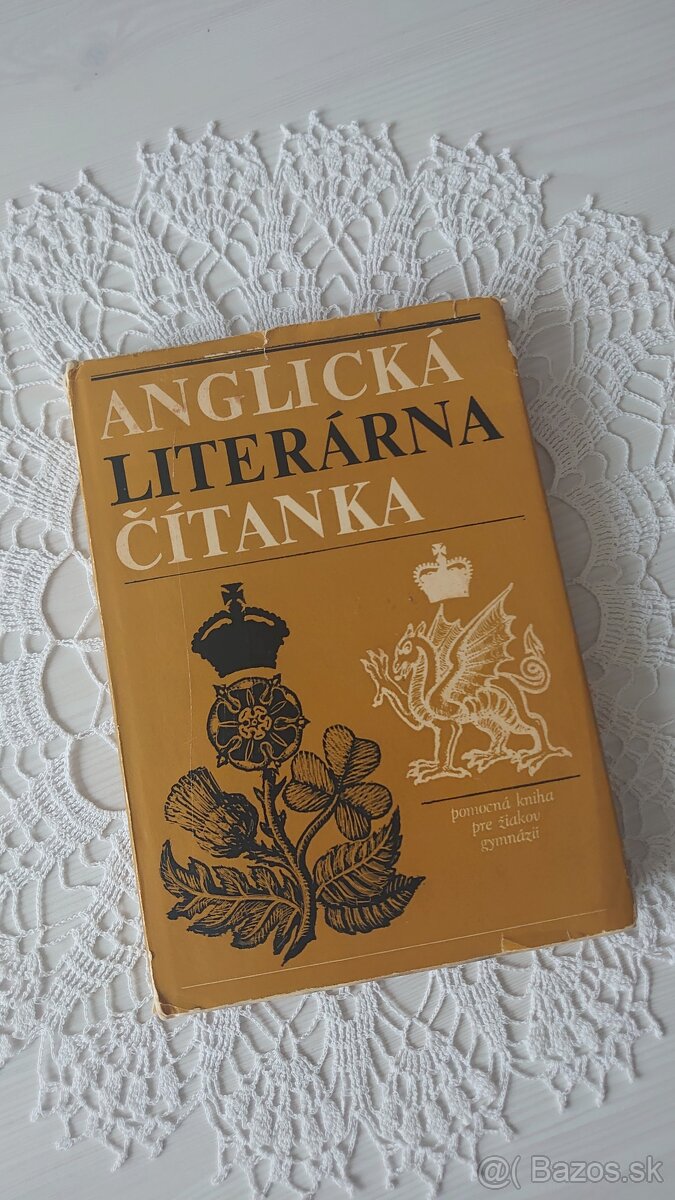 ANGLICKÁ
LITERÁRNA
ČÍTANKA
pomocná kniha
pre žiakov
gymnázií
@( Bazos.sk